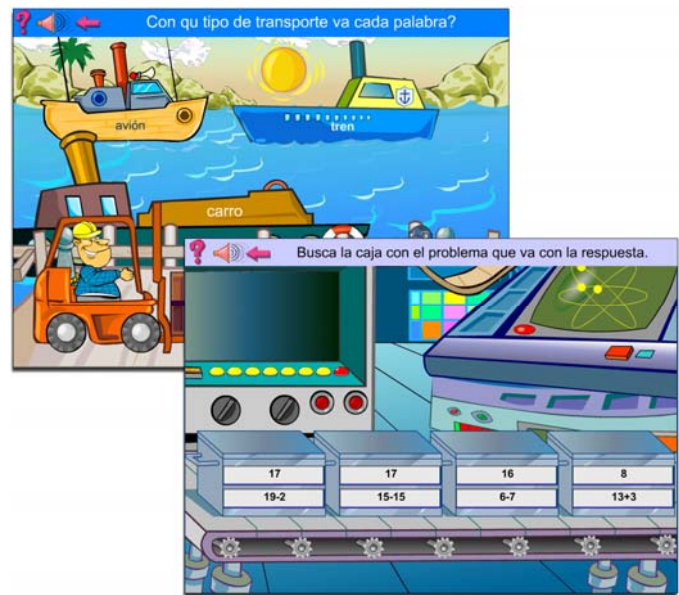 ? Con qu tipo de transporte va cada palabra?
avión
tren
carro
? Busca la caja con el problema que va con la respuesta.
17 17 16 8
19-2 15-15 6-7 13+3